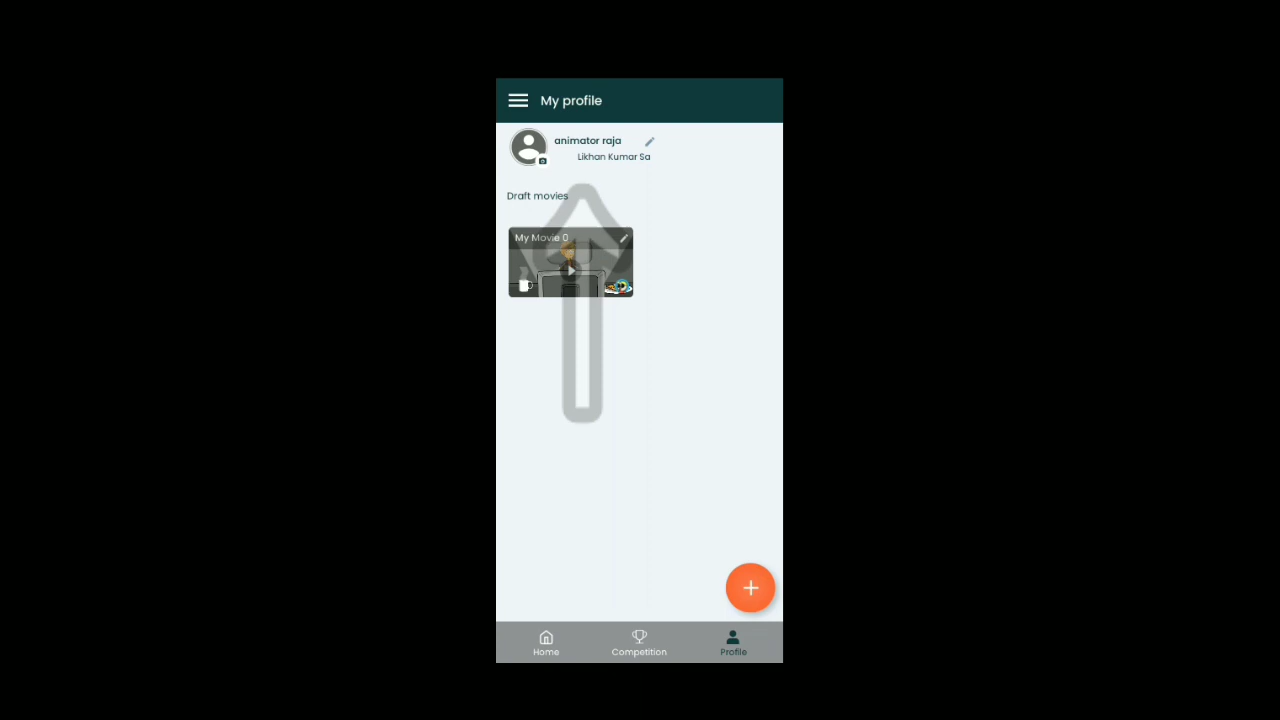 My profile
animator raja
Likhan Kumar Sa
Draft movies
My Movie 0
Home
Competition
Profile